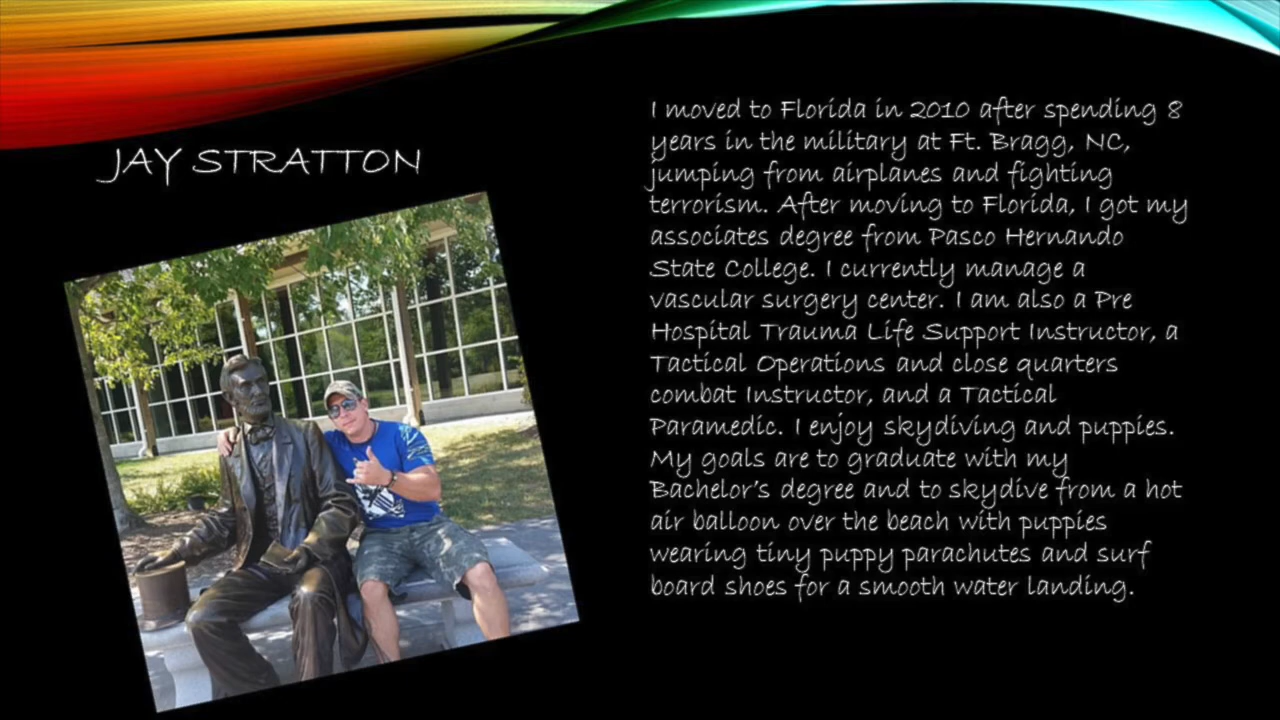 JAY STRATTON
I moved to Florida in 2010 after spending 8
years in the military at Ft. Bragg, NC,
jumping from airplanes and fighting
terrorism. After moving to Florida, I got my
associates degree from Pasco Hernando
State College. I currently manage a
vascular surgery center. I am also a Pre
Hospital Trauma Life Support Instructor, a
Tactical Operations and close quarters
combat Instructor, and a Tactical
Paramedic. I enjoy skydiving and puppies.
My goals are to graduate with my
Bachelor's degree and to skydive from a hot
air balloon over the beach with puppies
wearing tiny puppy parachutes and surf
board shoes for a smooth water landing.